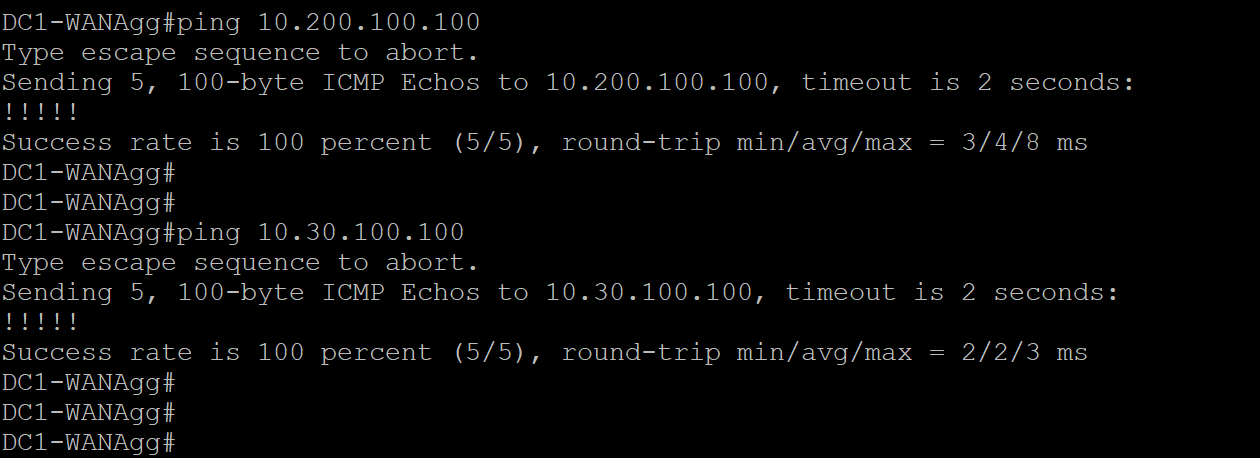 DC1-WANAgg#ping 10.200.100.100
Type escape sequence to abort.
Sending 5, 100-byte ICMP Echos to 10.200.100.100, timeout is 2 seconds:
!!!!!
Success rate is 100 percent (5/5), round-trip min/avg/max = 3/4/8 ms
DC1-WANAgg#
DC1-WANAgg#
DC1-WANAgg#ping 10.30.100.100
Type escape sequence to abort.
Sending 5, 100-byte ICMP Echos to 10.30.100.100, timeout is 2 seconds:
!!!!!
Success rate is 100 percent (5/5), round-trip min/avg/max = 2/2/3 ms
DC1-WANAgg#
DC1-WANAgg#
DC1-WANAgg#